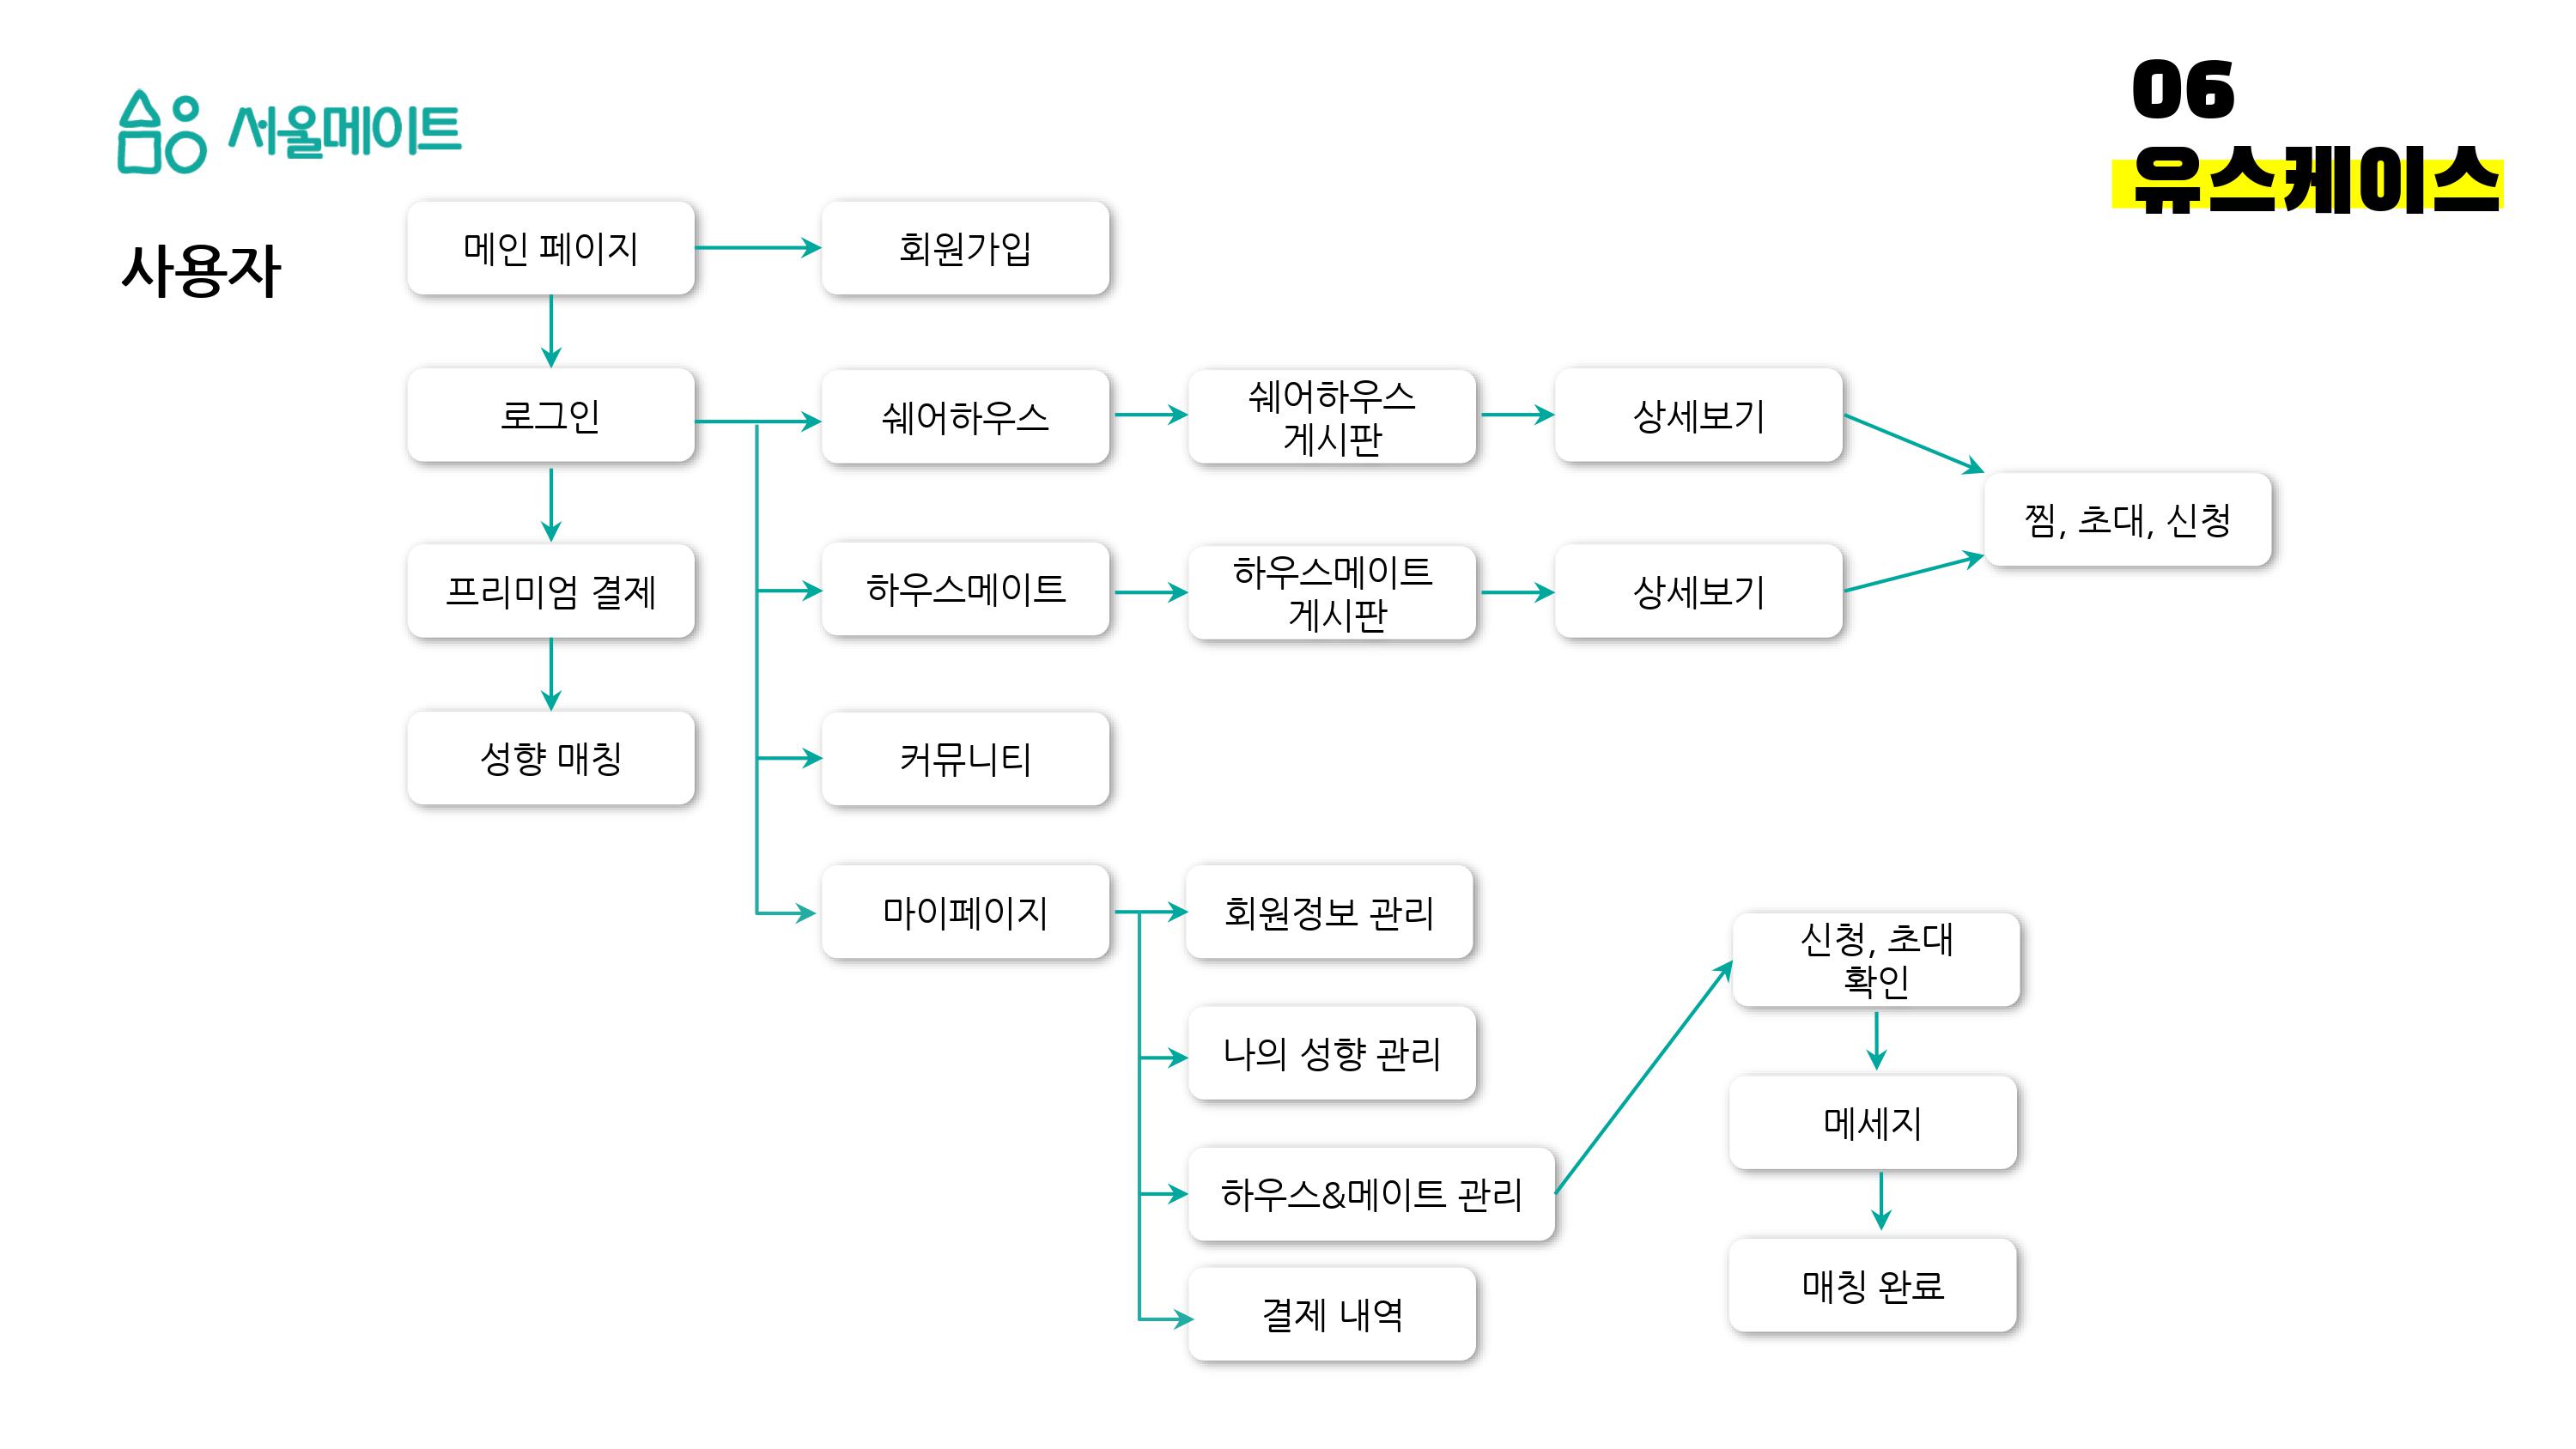 서울메이트
06
유스케이스
사용자
메인 페이지
회원가입
로그인
쉐어하우스
쉐어하우스
게시판
상세보기
찜, 초대, 신청
프리미엄 결제
하우스메이트
하우스메이트
게시판
상세보기
성향 매칭
커뮤니티
마이페이지
회원정보 관리
신청, 초대
확인
나의 성향 관리
메세지
하우스&메이트 관리
매칭 완료
결제 내역